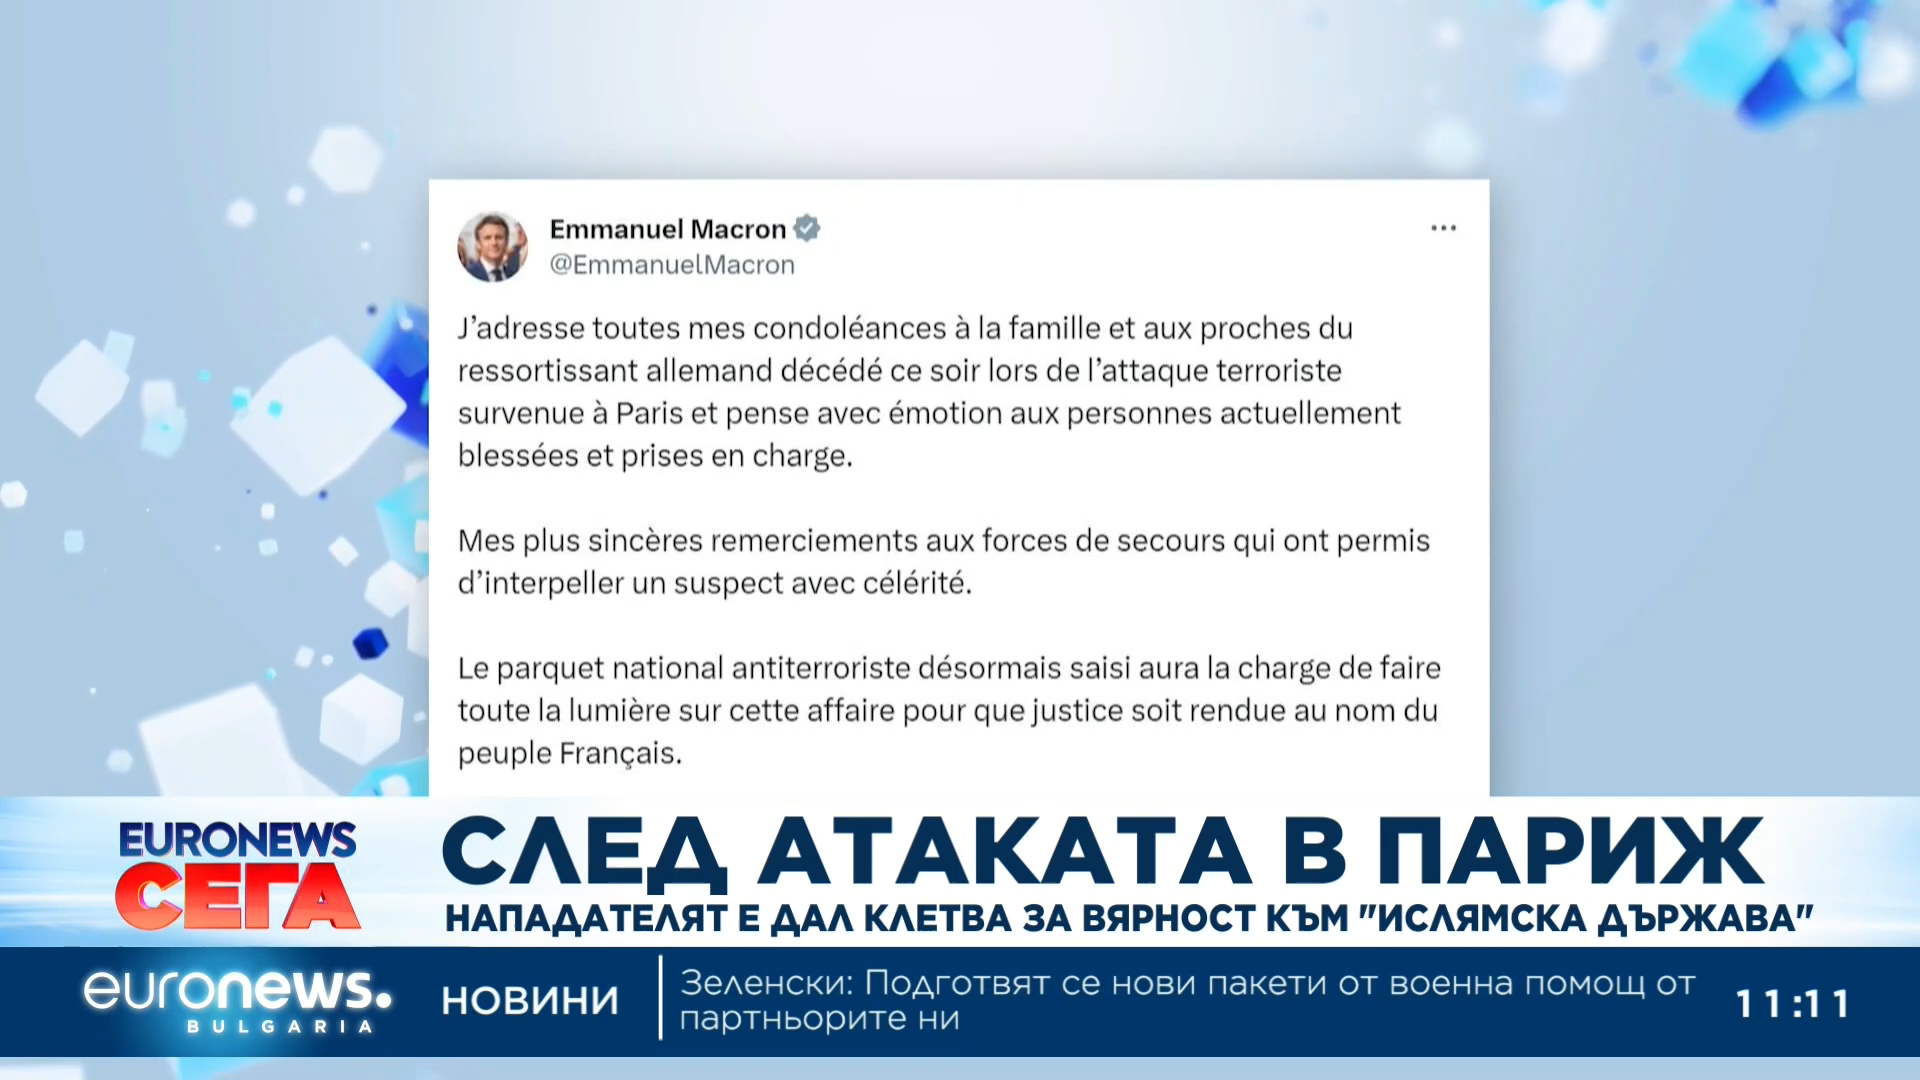 Emmanuel Macron
@EmmanuelMacron
J’adresse toutes mes condoléances à la famille et aux proches du
ressortissant allemand décédé ce soir lors de l’attaque terroriste
survenue à Paris et pense avec émotion aux personnes actuellement
blessées et prises en charge.
Mes plus sincères remerciements aux forces de secours qui ont permis
d’interpeller un suspect avec célérité.
Le parquet national antiterroriste désormais saisi aura la charge de faire
toute la lumière sur cette affaire pour que justice soit rendue au nom du
peuple Français.
EURONEWS
СЕГА
СЛЕД АТАКАТА В ПАРИЖ
НАПАДАТЕЛЯТ Е ДАЛ КЛЕТВА ЗА ВЯРНОСТ КЪМ "ИСЛЯМСКА ДЪРЖАВА"
euronews.
BULGARIA
НОВИНИ
Зеленски: Подготвят се нови пакети от военна помощ от
партньорите ни
11:11